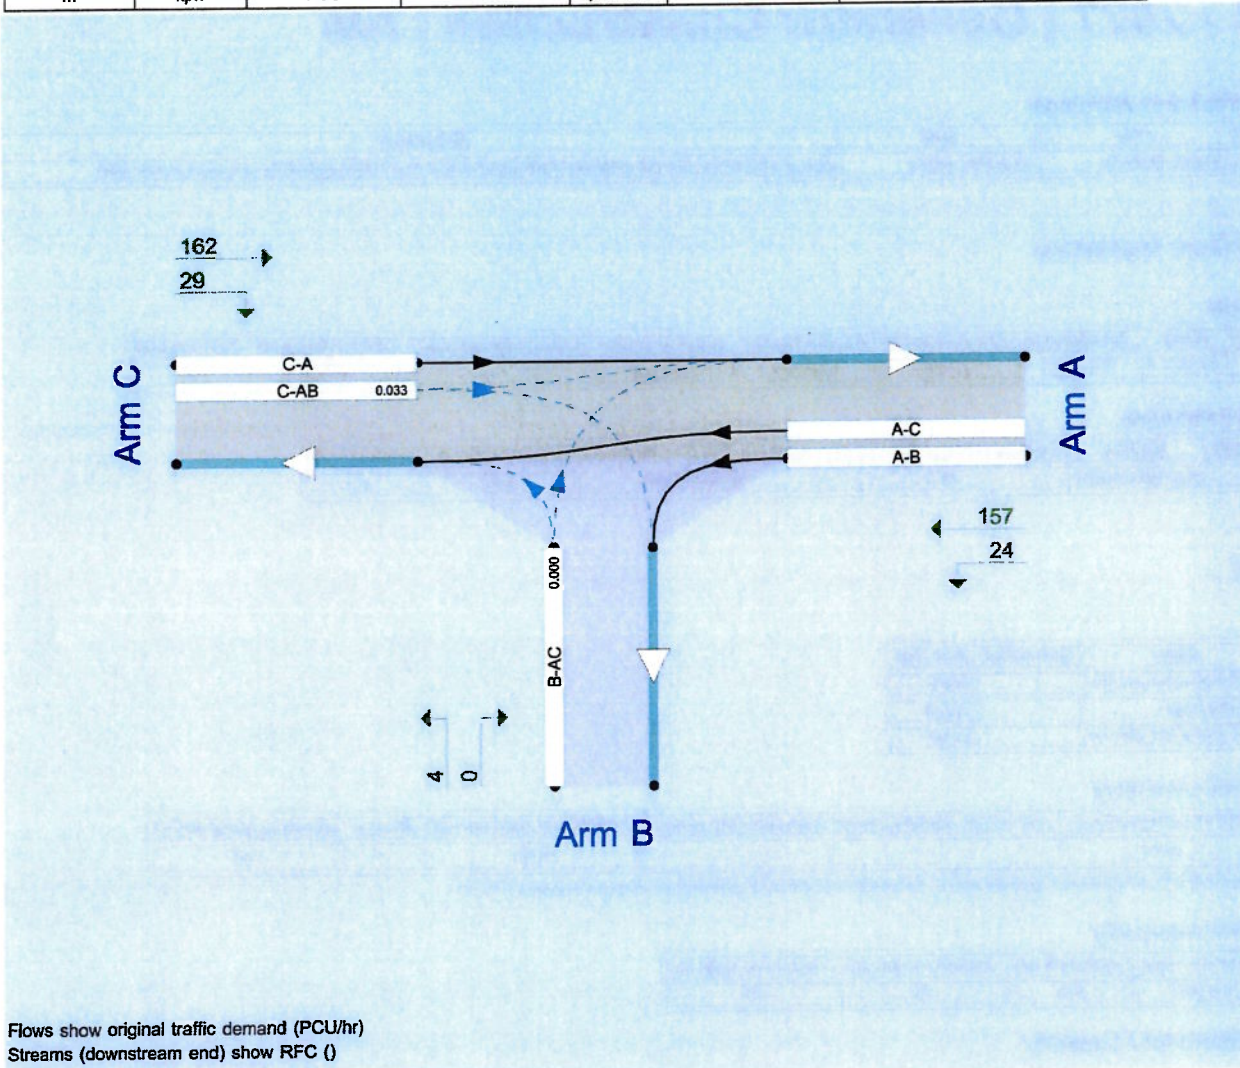 162
29
C-A
C-AB 0.033
Arm C
Arm A
A-C
A-B
157
24
0.000
B-AC
4
0
Arm B
Flows show original traffic demand (PCU/hr)
Streams (downstream end) show RFC ()